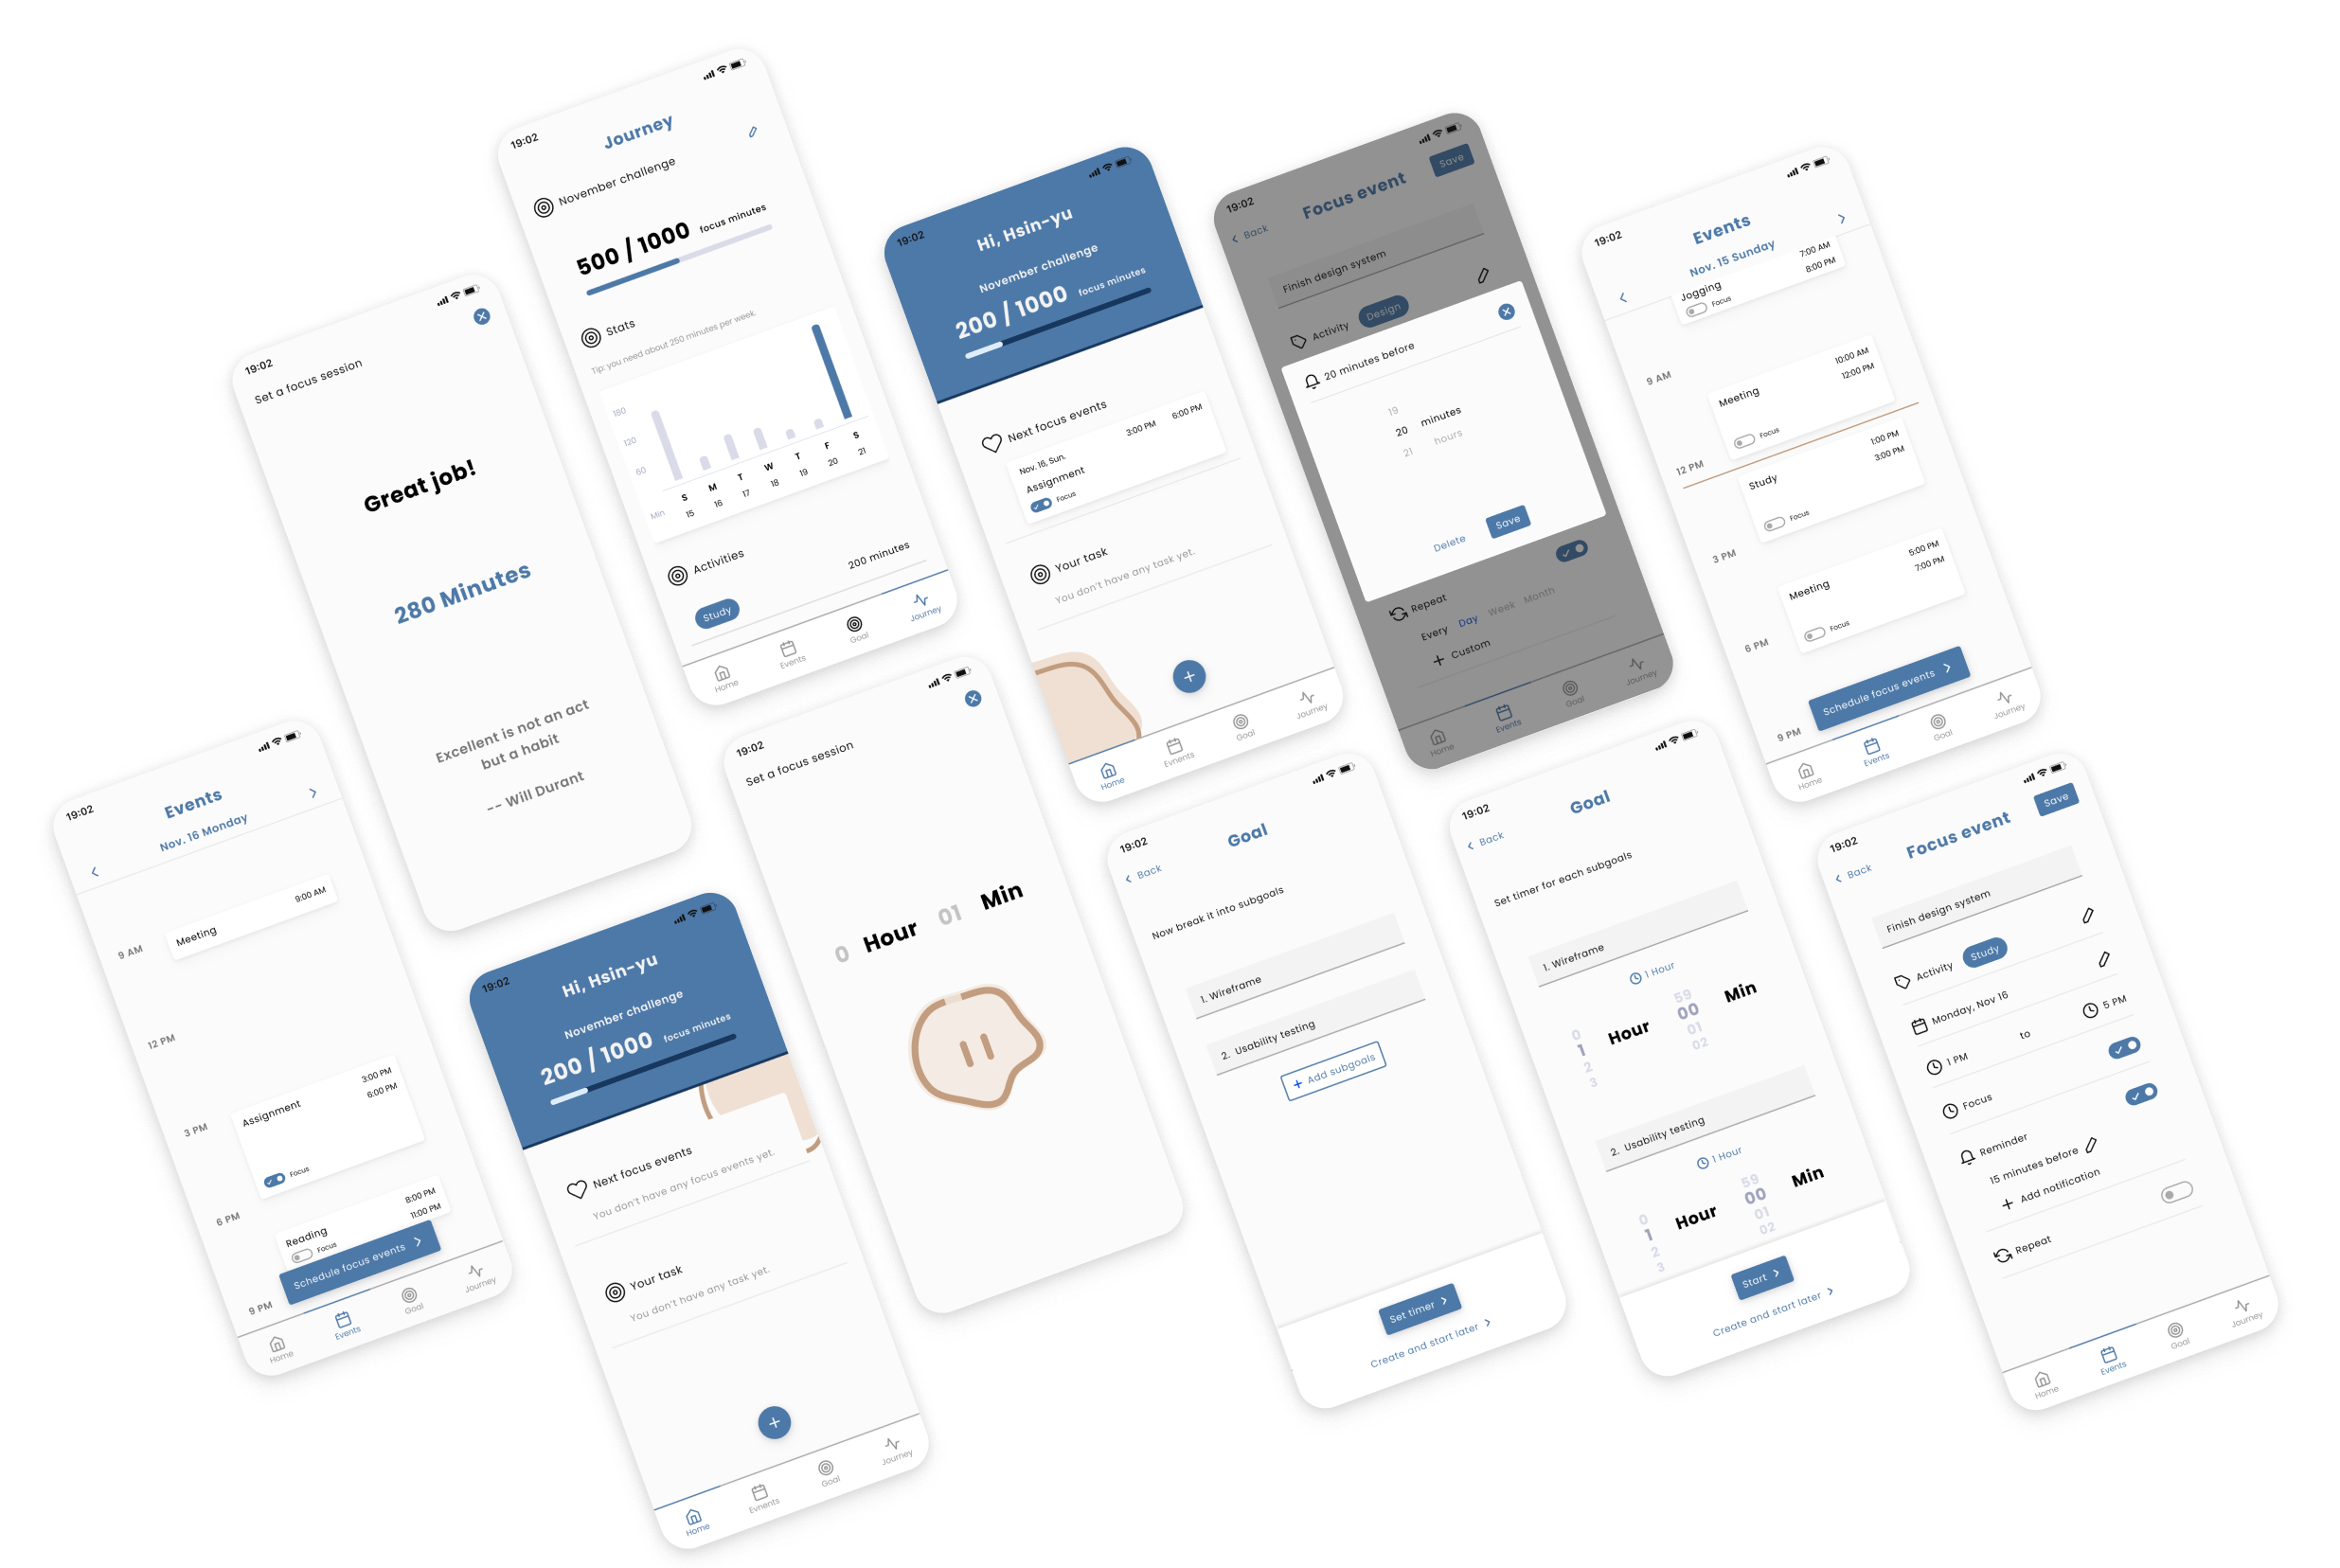 19:02
Events
Nov. 16 Monday
9 AM
Meeting
9:00 AM
12 PM
3 PM
Assignment
3:00 PM
6:00 PM
Focus
6 PM
Reading
8:00 PM
11:00 PM
Focus
Schedule focus events
9 PM
Home
Events
Goal
Journey
19:02
Set a focus session
Great job!
280 Minutes
Excellent is not an act
but a habit
-- Will Durant
19:02
Journey
November challenge
500 / 1000 focus minutes
Stats
Tip: you need about 250 minutes per week.
180
120
60
Min
S M T W T F S
15 16 17 18 19 20 21
Activities
200 minutes
Study
Home
Events
Goal
Journey
19:02
Hi, Hsin-yu
November challenge
200 / 1000 focus minutes
Next focus events
You don't have any focus events yet.
Your task
You don't have any task yet.
Home
Evnents
Goal
Journey
19:02
Set a focus session
0 Hour 01 Min
19:02
Hi, Hsin-yu
November challenge
200 / 1000 focus minutes
Next focus events
Nov, 16, Sun,
3:00 PM
6:00 PM
Assignment
Focus
Your task
You don't have any task yet.
Home
Evnents
Goal
Journey
19:02
Back
Focus event
Save
Finish design system
Activity
Design
20 minutes before
19
20 minutes
21 hours
Delete
Save
Repeat
Every Day Week Month
Custom
Home
Events
Goal
Journey
19:02
Goal
Back
Now break it into subgoals
1. Wireframe
2. Usability testing
Add subgoals
Set timer
Create and start later
19:02
Goal
Back
Set timer for each subgoals
1. Wireframe
1 Hour
0
1
2
3
Hour
59
00
01
02
Min
2. Usability testing
1 Hour
0
1
2
3
Hour
59
00
01
02
Min
Start
Create and start later
19:02
Events
Nov. 15 Sunday
Jogging
7:00 AM
8:00 PM
Focus
9 AM
Meeting
10:00 AM
12:00 PM
Focus
12 PM
Study
1:00 PM
3:00 PM
Focus
3 PM
Meeting
5:00 PM
7:00 PM
Focus
6 PM
Schedule focus events
9 PM
Home
Events
Goal
Journey
19:02
Back
Focus event
Save
Finish design system
Activity
Study
Monday, Nov 16
1 PM
to
5 PM
Focus
Reminder
15 minutes before
Add notification
Repeat
Home
Events
Goal
Journey